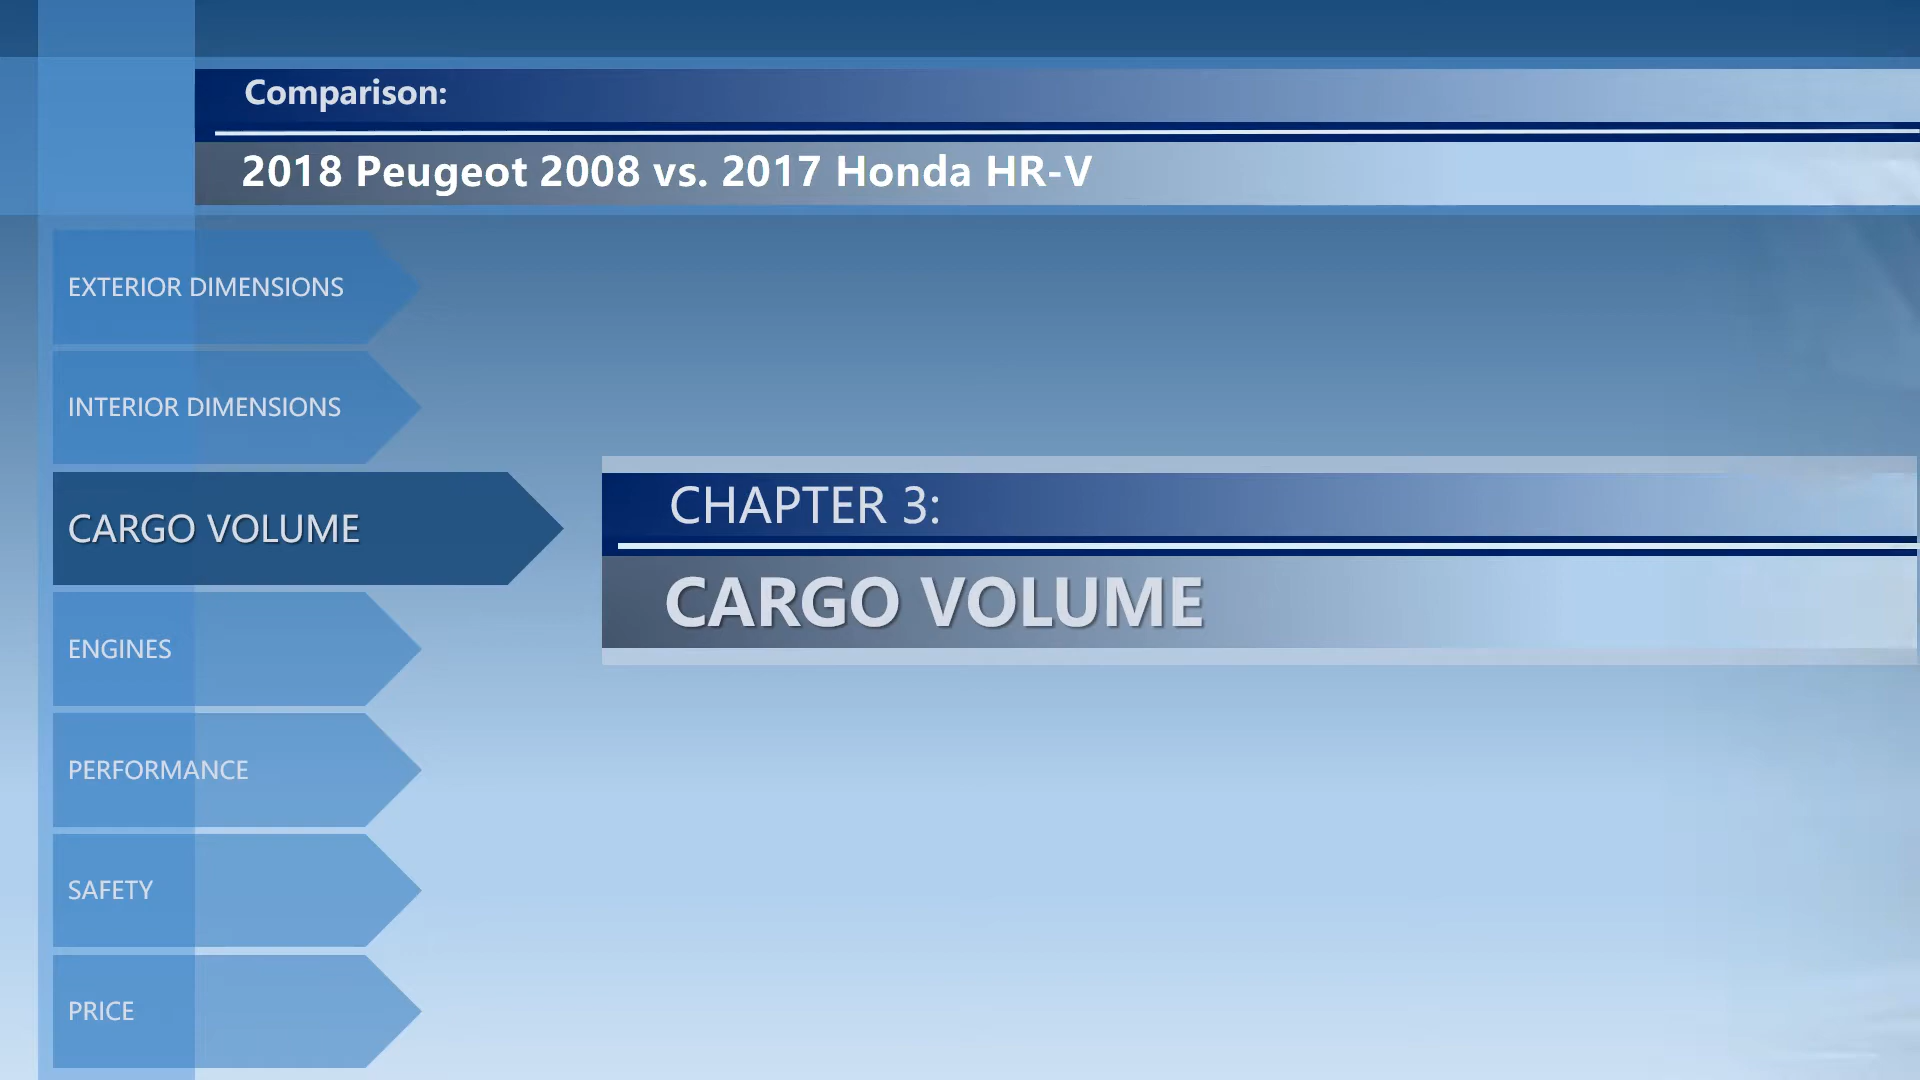 Comparison:
2018 Peugeot 2008 vs. 2017 Honda HR-V
EXTERIOR DIMENSIONS
INTERIOR DIMENSIONS
CARGO VOLUME
ENGINES
PERFORMANCE
SAFETY
PRICE
CHAPTER 3:
CARGO VOLUME